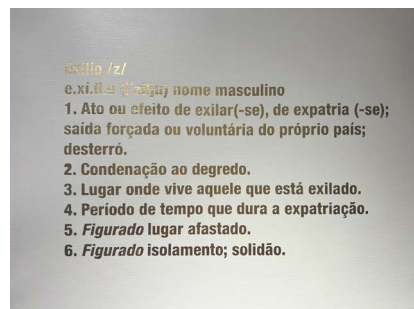 Exílio /z/
e.xi.li.u nome masculino
1. Ato ou efeito de exilar(-se), de expatria (-se);
saída forçada ou voluntária do próprio país;
desterró.
2. Condenação ao degredo.
3. Lugar onde vive aquele que está exilado.
4. Período de tempo que dura a expatriação.
5. Figurado lugar afastado.
6. Figurado isolamento; solidão.